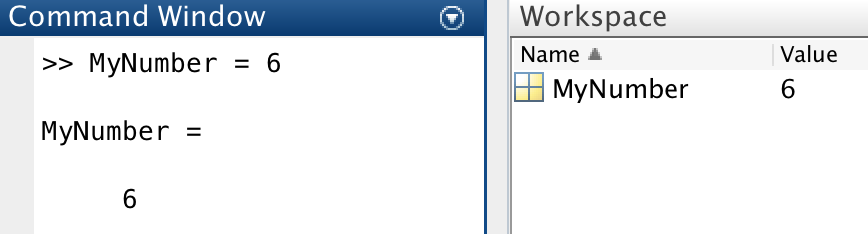 Command Window
>> MyNumber = 6
MyNumber =
6
Workspace
Name Value
MyNumber 6